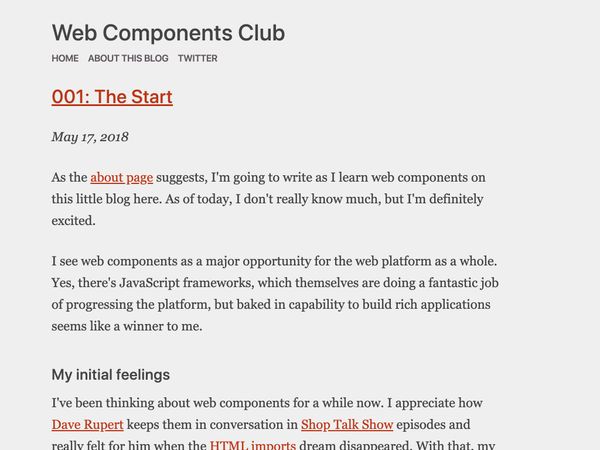 Web Components Club
HOME ABOUT THIS BLOG TWITTER
001: The Start
May 17, 2018
As the about page suggests, I'm going to write as I learn web components on
this little blog here. As of today, I don't really know much, but I'm definitely
excited.
I see web components as a major opportunity for the web platform as a whole.
Yes, there's JavaScript frameworks, which themselves are doing a fantastic job
of progressing the platform, but baked in capability to build rich applications
seems like a winner to me.
My initial feelings
I've been thinking about web components for a while now. I appreciate how
Dave Rupert keeps them in conversation in Shop Talk Show episodes and
really felt for him when the HTML imports dream disappeared. With that, my